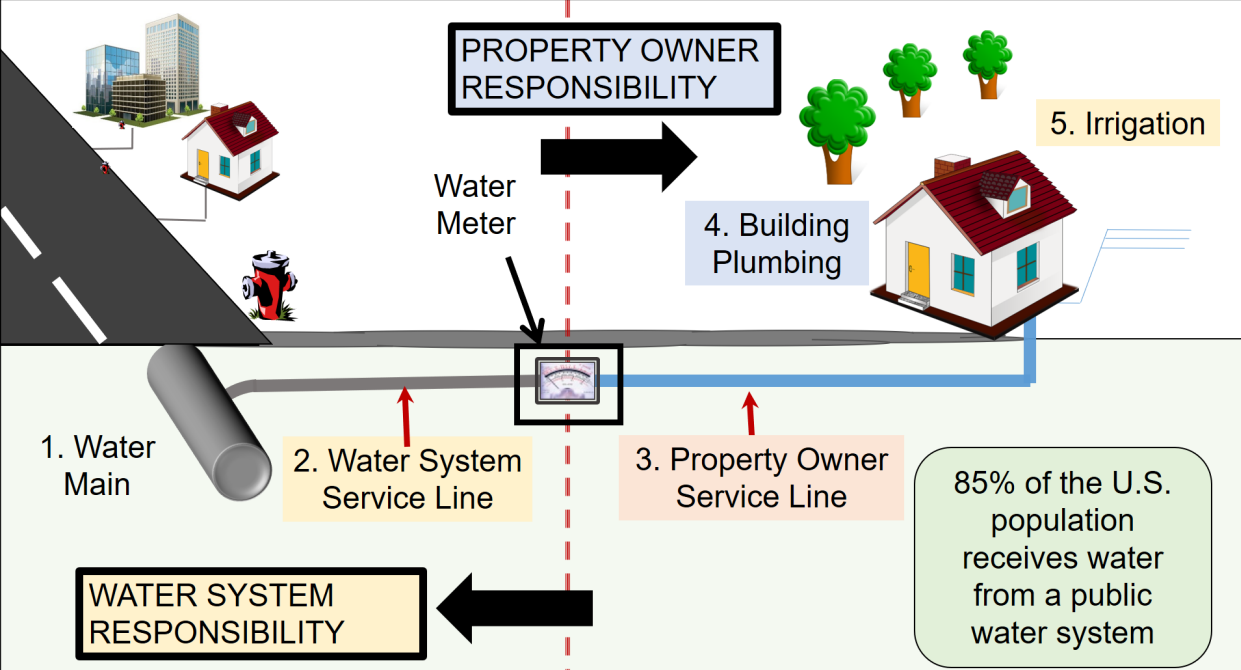 PROPERTY OWNER
RESPONSIBILITY
5. Irrigation
Water
Meter
4. Building
Plumbing
1. Water
Main
2. Water System
Service Line
3. Property Owner
Service Line
85% of the U.S.
population
receives water
from a public
water system
WATER SYSTEM
RESPONSIBILITY